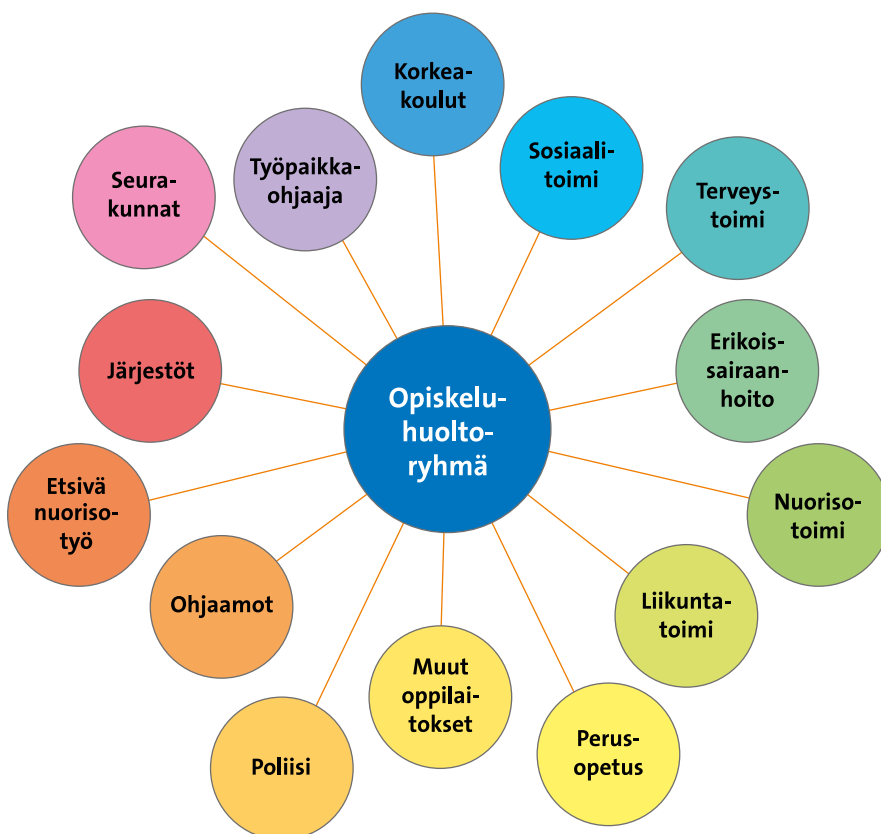 Korkea-
koulut
Sosiaali-
toimi
Terveys-
toimi
Erikois-
sairaan-
hoito
Nuoriso-
toimi
Liikunta-
toimi
Perus-
opetus
Muut
oppilai-
tokset
Poliisi
Ohjaamot
Etsivä
nuoriso-
työ
Järjestöt
Seura-
kunnat
Työpaikka-
ohjaaja
Opiskelu-
huolto-
ryhmä